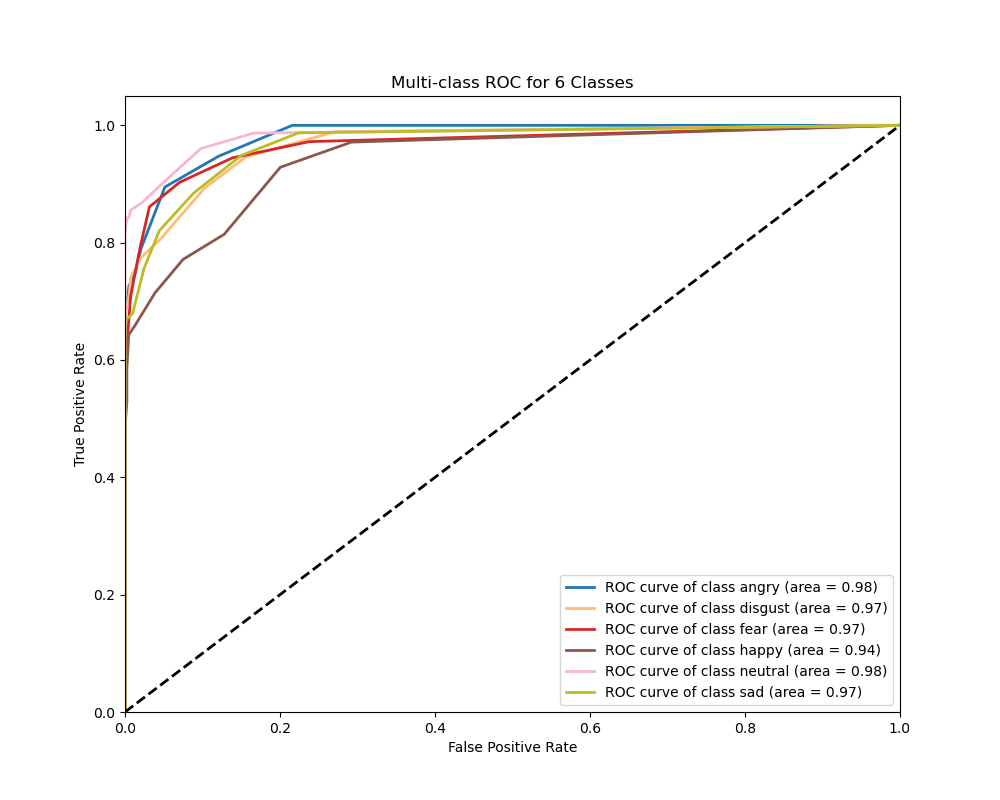 Multi-class ROC for 6 Classes
1.0
0.8
0.6
0.4
0.2
0.0
True Positive Rate
ROC curve of class angry (area = 0.98)
ROC curve of class disgust (area = 0.97)
ROC curve of class fear (area = 0.97)
ROC curve of class happy (area = 0.94)
ROC curve of class neutral (area = 0.98)
ROC curve of class sad (area = 0.97)
0.0 0.2 0.4 0.6 0.8 1.0
False Positive Rate